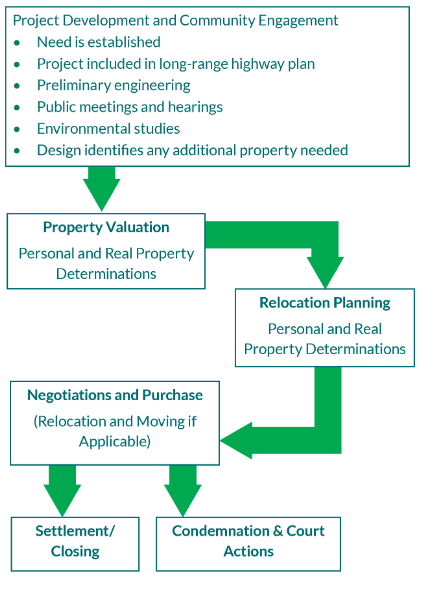 Project Development and Community Engagement
• Need is established
• Project included in long-range highway plan
• Preliminary engineering
• Public meetings and hearings
• Environmental studies
• Design identifies any additional property needed
Property Valuation
Personal and Real Property
Determinations
Relocation Planning
Personal and Real
Property Determinations
Negotiations and Purchase
(Relocation and Moving if
Applicable)
Settlement/
Closing
Condemnation & Court
Actions